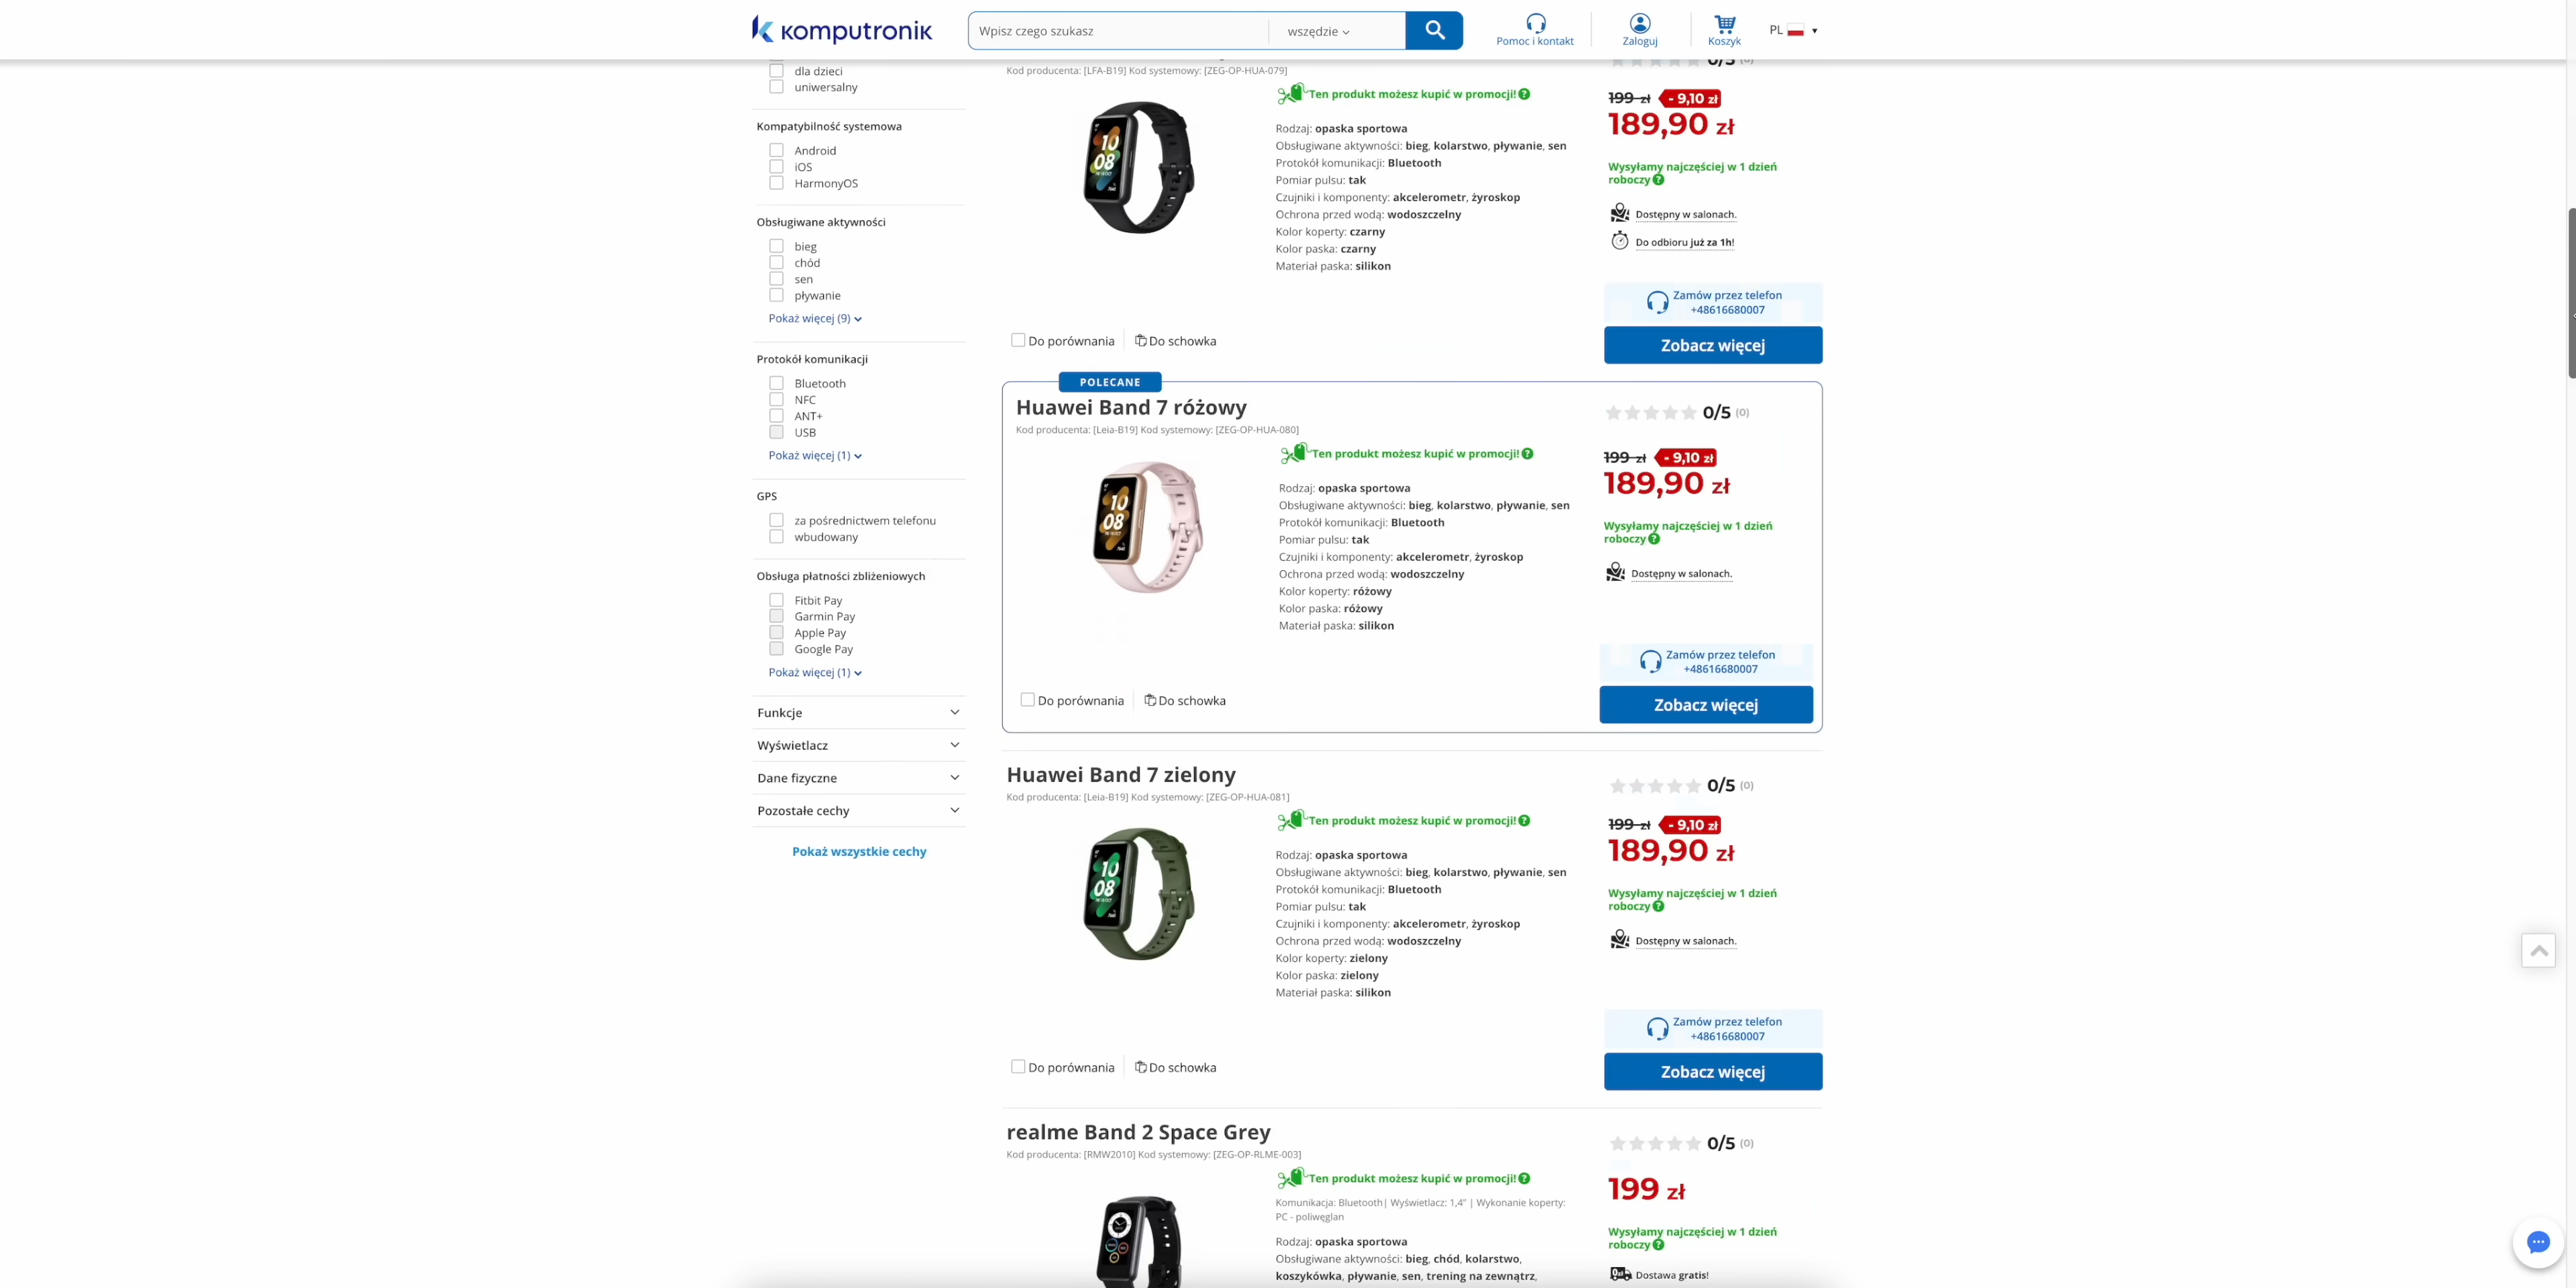 komputronik
Wpisz czego szukasz
wszędzie
Pomoc i kontakt
Zaloguj
Koszyk
PL
dla dzieci
uniwersalny
Kompatybilność systemowa
Android
iOS
HarmonyOS
Obsługiwane aktywności
bieg
chód
sen
pływanie
Pokaż więcej (9)
Protokół komunikacji
Bluetooth
NFC
ANT+
USB
Pokaż więcej (1)
GPS
za pośrednictwem telefonu
wbudowany
Obsługa płatności zbliżeniowych
Fitbit Pay
Garmin Pay
Apple Pay
Google Pay
Pokaż więcej (1)
Funkcje
Wyświetlacz
Dane fizyczne
Pozostałe cechy
Pokaż wszystkie cechy
Kod producenta: [LFA-B19] Kod systemowy: [ZEG-OP-HUA-079]
Ten produkt możesz kupić w promocji!
Rodzaj: opaska sportowa
Obsługiwane aktywności: bieg, kolarstwo, pływanie, sen
Protokół komunikacji: Bluetooth
Pomiar pulsu: tak
Czujniki i komponenty: akcelerometr, żyroskop
Ochrona przed wodą: wodoszczelny
Kolor koperty: czarny
Kolor paska: czarny
Materiał paska: silikon
0/5 (0)
199 zł - 9,10 zł
189,90 zł
Wysyłamy najczęściej w 1 dzień
roboczy
Dostępny w salonach.
Do odbioru już za 1h!
Zamów przez telefon
+48616680007
Zobacz więcej
Do porównania
Do schowka
10
08
POLECANE
Huawei Band 7 różowy
Kod producenta: [Leia-B19] Kod systemowy: [ZEG-OP-HUA-080]
Ten produkt możesz kupić w promocji!
Rodzaj: opaska sportowa
Obsługiwane aktywności: bieg, kolarstwo, pływanie, sen
Protokół komunikacji: Bluetooth
Pomiar pulsu: tak
Czujniki i komponenty: akcelerometr, żyroskop
Ochrona przed wodą: wodoszczelny
Kolor koperty: różowy
Kolor paska: różowy
Materiał paska: silikon
0/5 (0)
199 zł - 9,10 zł
189,90 zł
Wysyłamy najczęściej w 1 dzień
roboczy
Dostępny w salonach.
Zamów przez telefon
+48616680007
Zobacz więcej
Do porównania
Do schowka
10
08
Huawei Band 7 zielony
Kod producenta: [Leia-B19] Kod systemowy: [ZEG-OP-HUA-081]
Ten produkt możesz kupić w promocji!
Rodzaj: opaska sportowa
Obsługiwane aktywności: bieg, kolarstwo, pływanie, sen
Protokół komunikacji: Bluetooth
Pomiar pulsu: tak
Czujniki i komponenty: akcelerometr, żyroskop
Ochrona przed wodą: wodoszczelny
Kolor koperty: zielony
Kolor paska: zielony
Materiał paska: silikon
0/5 (0)
199 zł - 9,10 zł
189,90 zł
Wysyłamy najczęściej w 1 dzień
roboczy
Dostępny w salonach.
Zamów przez telefon
+48616680007
Zobacz więcej
Do porównania
Do schowka
10
08
realme Band 2 Space Grey
Kod producenta: [RMW2010] Kod systemowy: [ZEG-OP-RLME-003]
Ten produkt możesz kupić w promocji!
Komunikacja: Bluetooth| Wyświetlacz: 1,4" | Wykonanie koperty:
PC - poliwęglan
Rodzaj: opaska sportowa
Obsługiwane aktywności: bieg, chód, kolarstwo,
koszykówka, pływanie, sen, trening na zewnątrz,
0/5 (0)
199 zł
Wysyłamy najczęściej w 1 dzień
roboczy
Dostawa gratis!